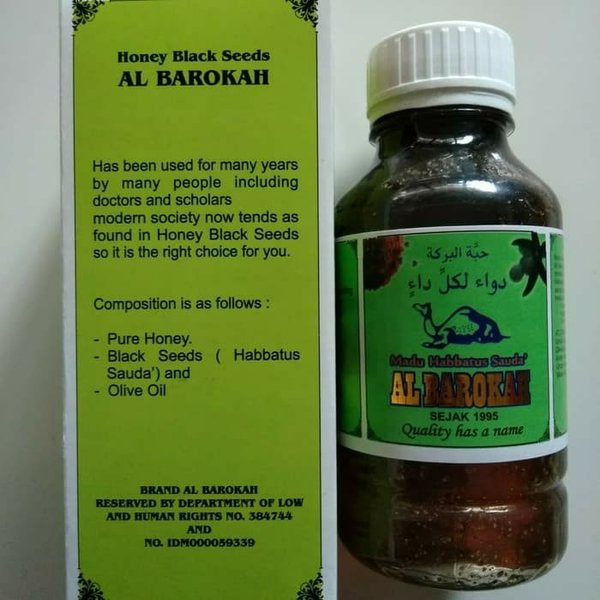 Honey Black Seeds
AL BAROKAH
Has been used for many years
by many people including
doctors and scholars
modern society now tends as
found in Honey Black Seeds
so it is the right choice for you.
Composition is as follows :
- Pure Honey.
- Black Seeds ( Habbatus
Sauda') and
- Olive Oil
BRAND AL BAROKAH
RESERVED BY DEPARTMENT OF LOW
AND HUMAN RIGHTS NO. 384744
AND
NO. IDM000059339
حبَّة البركة
دواء لكلِّ داءٍ
Madu Habbatus Sauda'
AL BAROKAH
SEJAK 1995
Quality has a name